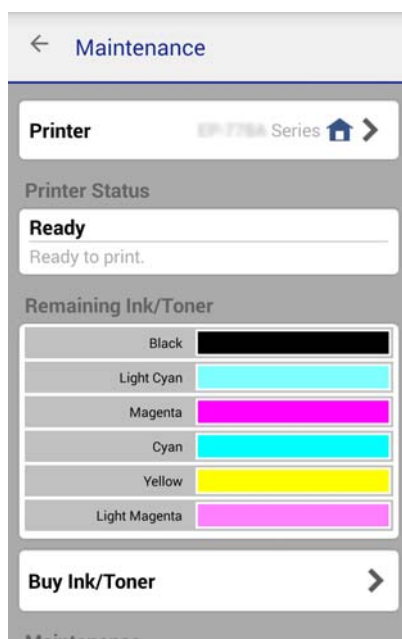 Maintenance
Printer Series
Printer Status
Ready
Ready to print.
Remaining Ink/Toner
Black
Light Cyan
Magenta
Cyan
Yellow
Light Magenta
Buy Ink/Toner
Maintenance